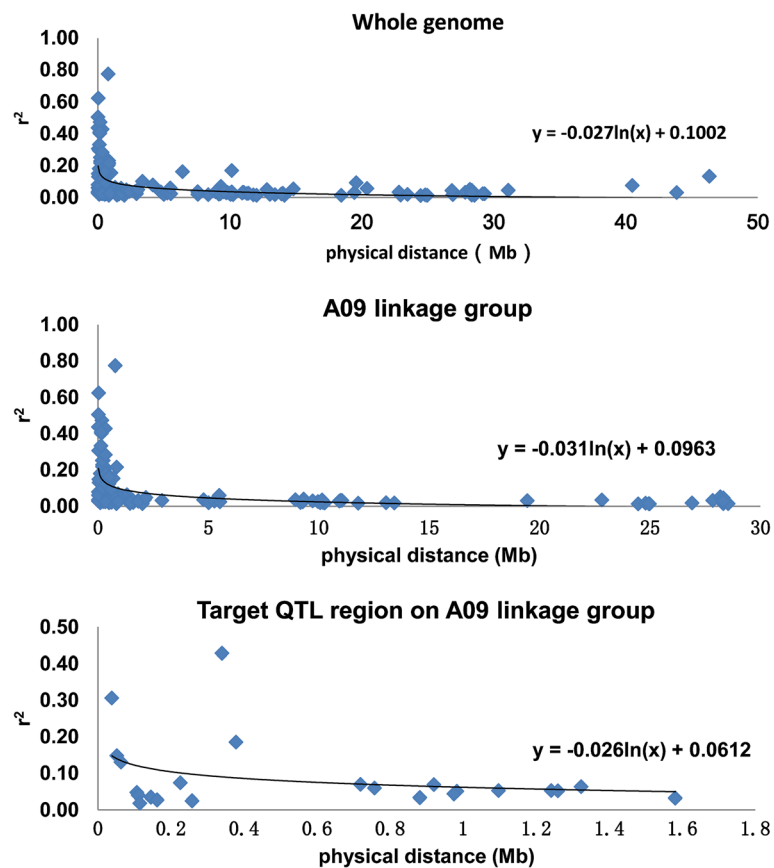 Whole genome
1.00
0.80
0.60
0.40
0.20
0.00
r²
y = -0.027ln(x) + 0.1002
0 10 20 30 40 50
physical distance ( Mb )
A09 linkage group
1.00
0.80
0.60
0.40
0.20
0.00
r²
y = -0.031ln(x) + 0.0963
0 5 10 15 20 25 30
physical distance (Mb)
Target QTL region on A09 linkage group
0.50
0.40
0.30
0.20
0.10
0.00
r²
y = -0.026ln(x) + 0.0612
0 0.2 0.4 0.6 0.8 1 1.2 1.4 1.6 1.8
physical distance (Mb)